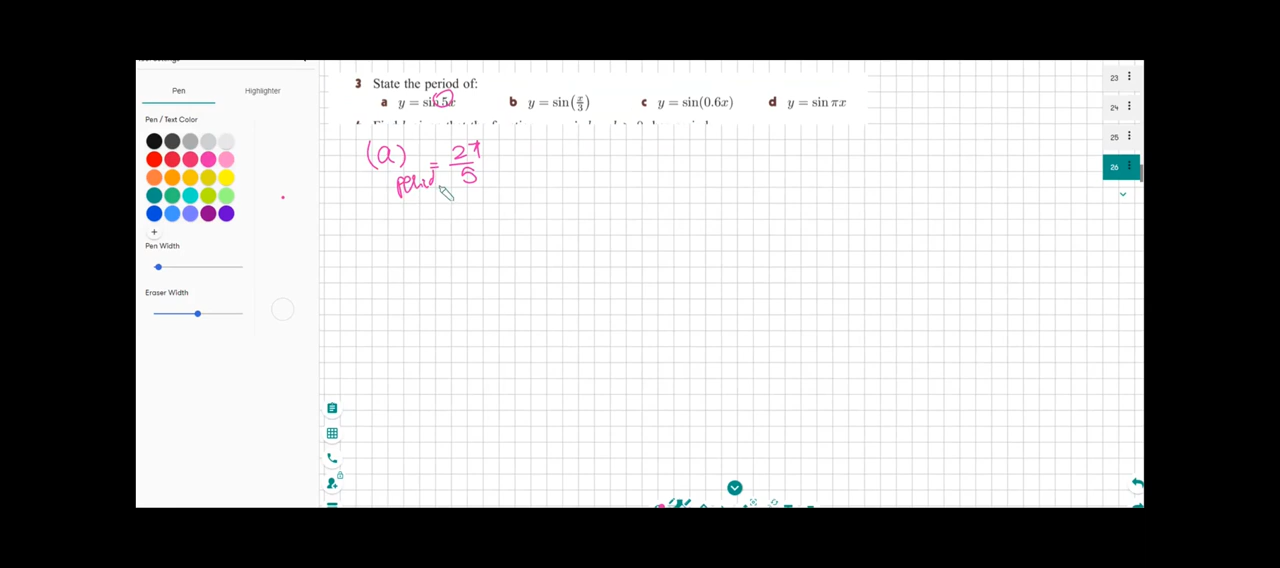 Pen
Highlighter
Pen / Text Color
+
Pen Width
Eraser Width
3 State the period of:
a y = sin 5x b y = sin(x/3) c y = sin(0.6x) d y = sin πx
(a) period = 2π/5
23
24
25
26